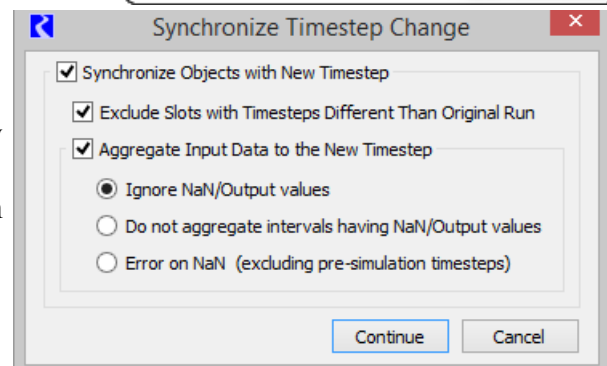 Synchronize Timestep Change
Synchronize Objects with New Timestep
Exclude Slots with Timesteps Different Than Original Run
Aggregate Input Data to the New Timestep
Ignore NaN/Output values
Do not aggregate intervals having NaN/Output values
Error on NaN (excluding pre-simulation timesteps)
Continue Cancel